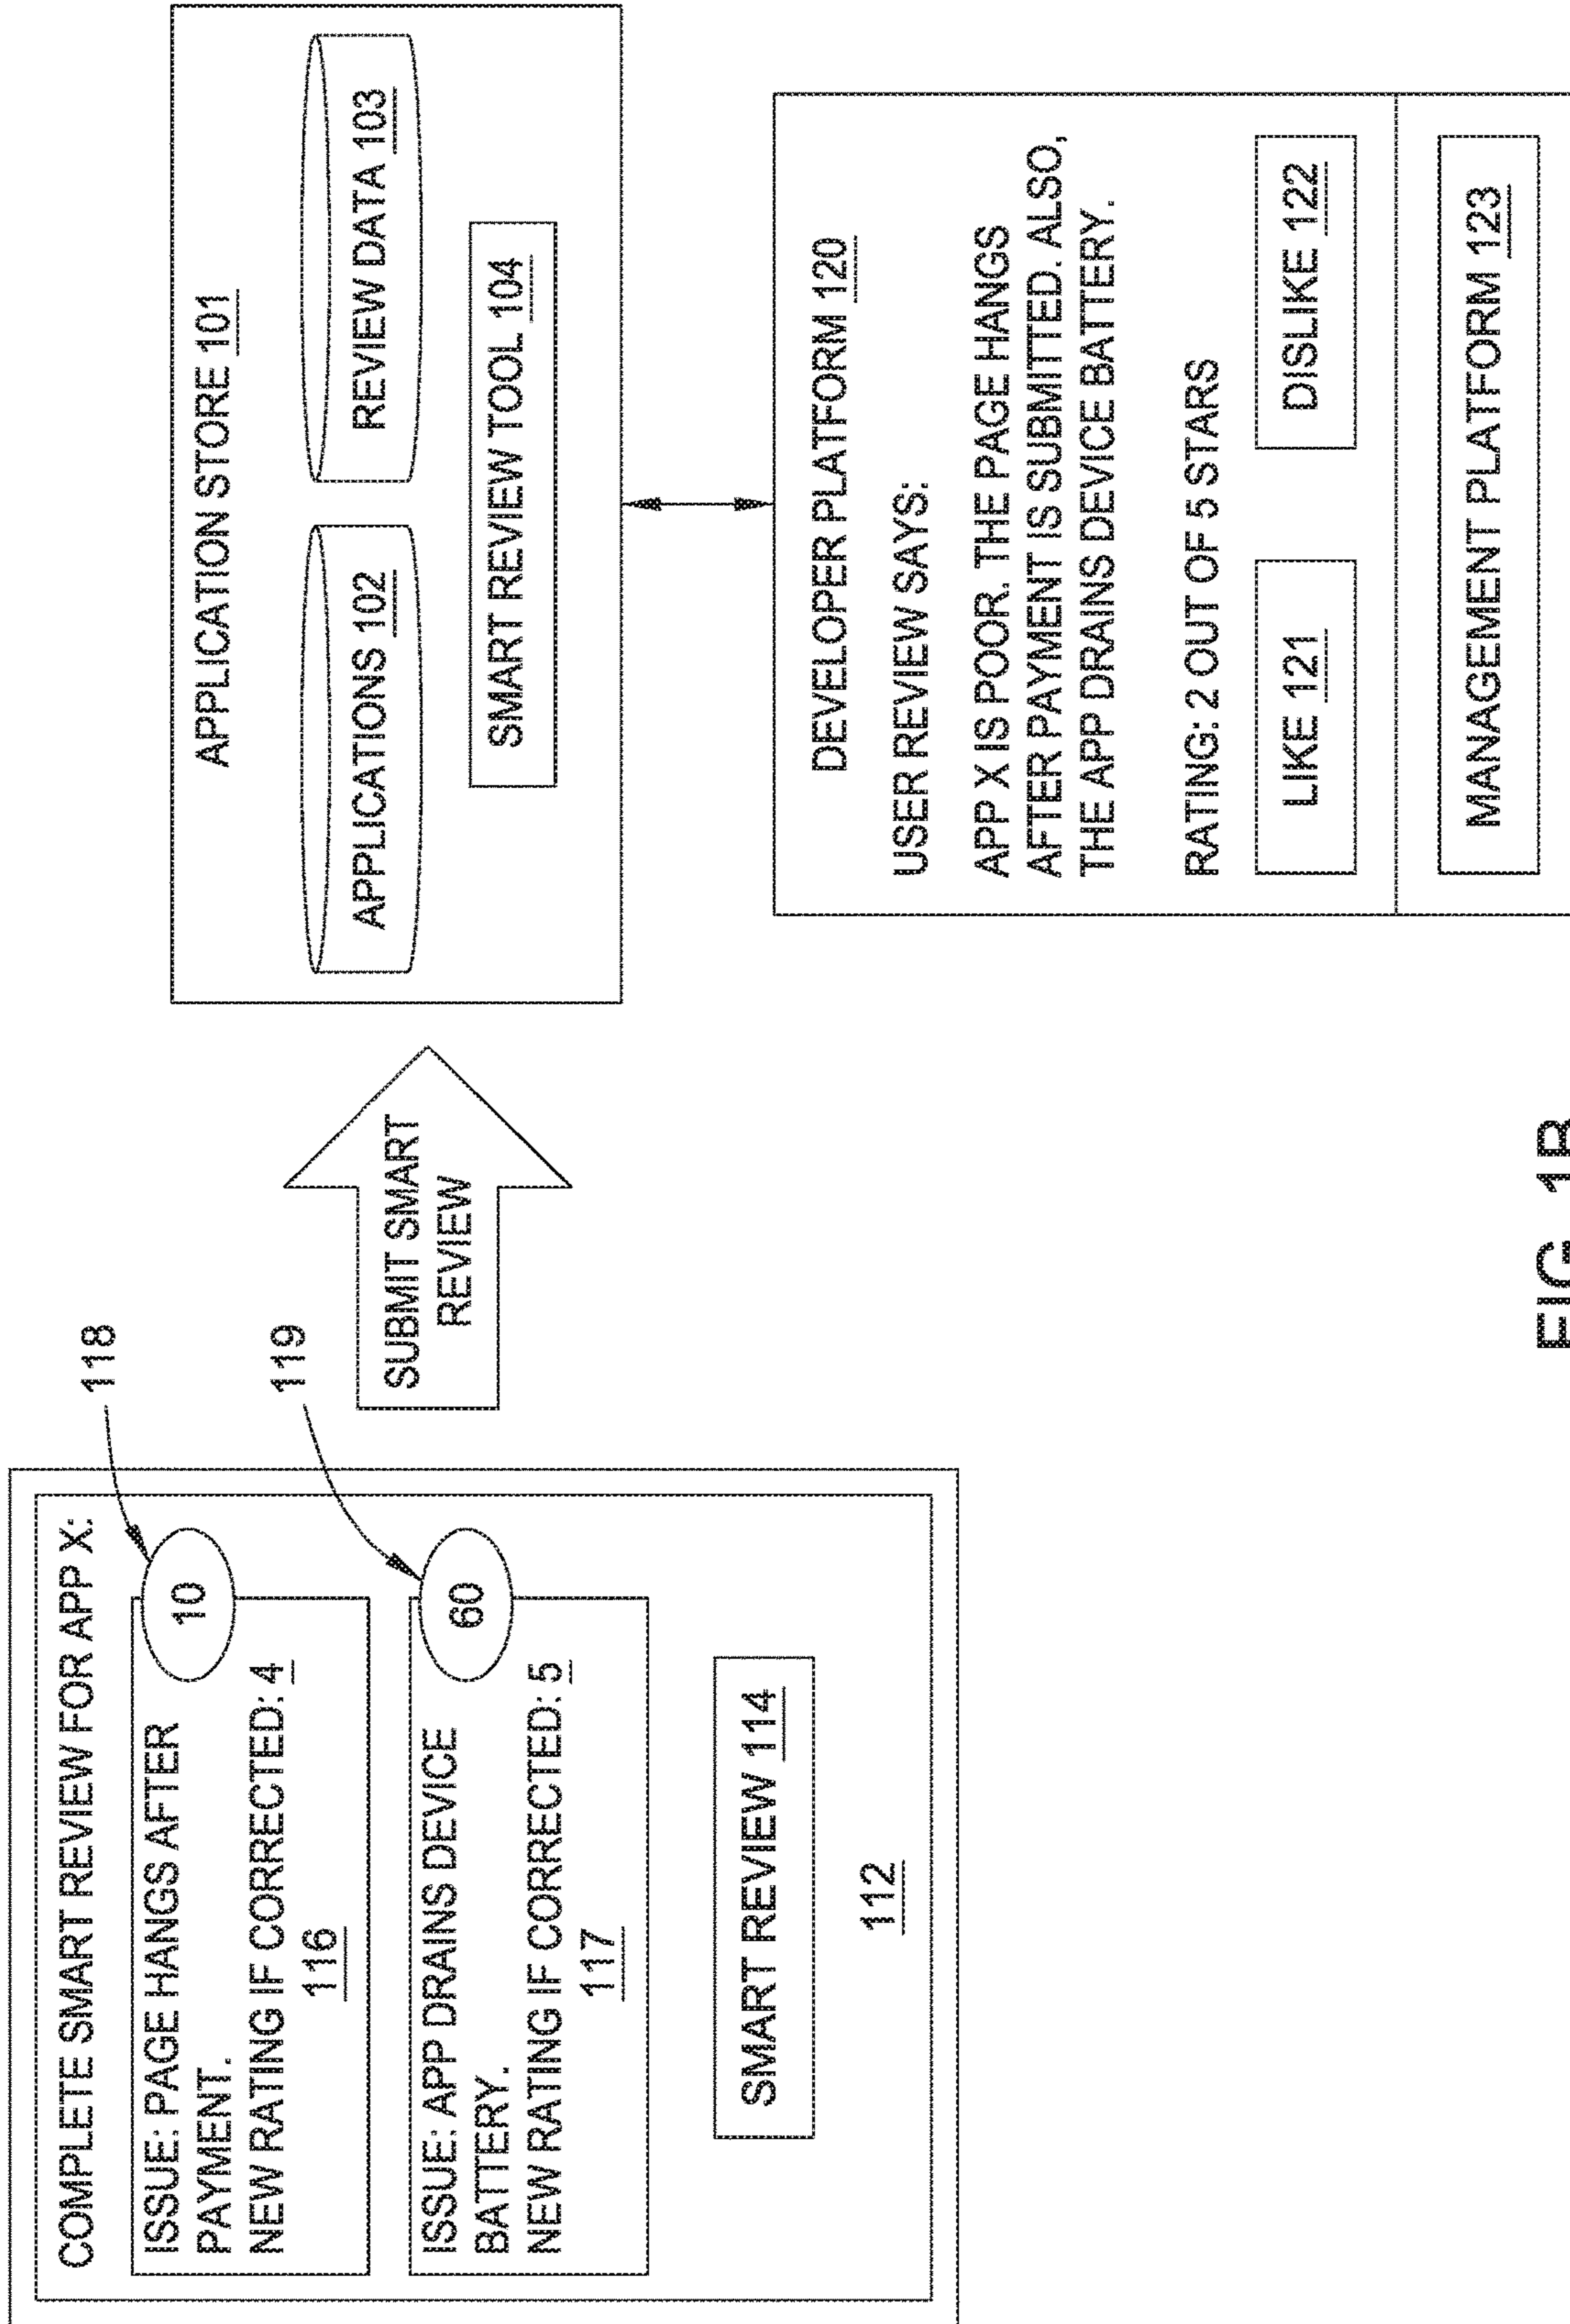 COMPLETE SMART REVIEW FOR APP X:
ISSUE: PAGE HANGS AFTER
PAYMENT.
NEW RATING IF CORRECTED: 4
116
10
118
ISSUE: APP DRAINS DEVICE
BATTERY.
NEW RATING IF CORRECTED: 5
117
60
119
SMART REVIEW 114
112
SUBMIT SMART
REVIEW
APPLICATION STORE 101
APPLICATIONS 102
REVIEW DATA 103
SMART REVIEW TOOL 104
DEVELOPER PLATFORM 120
USER REVIEW SAYS:
APP X IS POOR. THE PAGE HANGS
AFTER PAYMENT IS SUBMITTED. ALSO,
THE APP DRAINS DEVICE BATTERY.
RATING: 2 OUT OF 5 STARS
LIKE 121
DISLIKE 122
MANAGEMENT PLATFORM 123
FIG. 1B